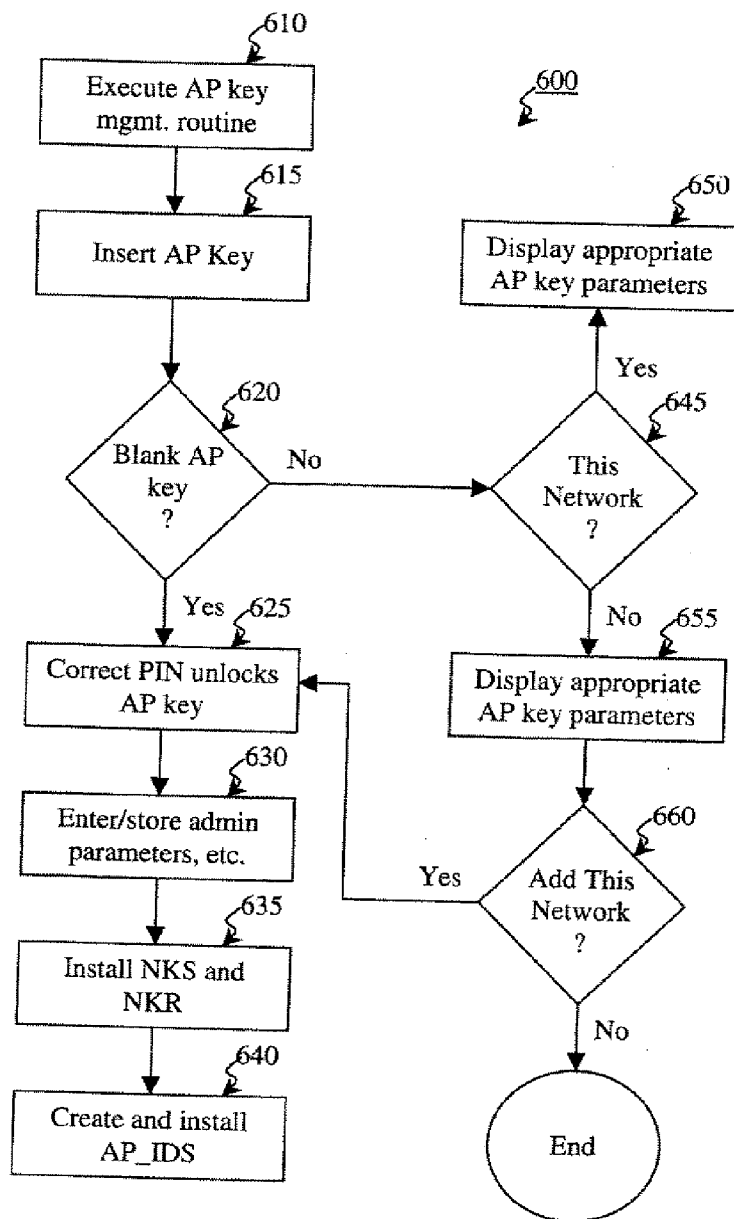 610
Execute AP key
mgmt. routine
600
615
Insert AP Key
650
Display appropriate
AP key parameters
Yes
620
Blank AP
key
?
No
645
This
Network
?
Yes
625
Correct PIN unlocks
AP key
No
655
Display appropriate
AP key parameters
630
Enter/store admin
parameters, etc.
660
Add This
Network
?
Yes
635
Install NKS and
NKR
No
640
Create and install
AP_IDS
End